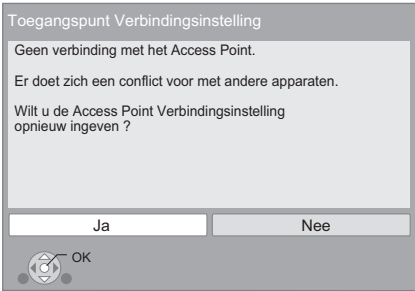 Toegangspunt Verbindingsinstelling
Geen verbinding met het Access Point.
Er doet zich een conflict voor met andere apparaten.
Wilt u de Access Point Verbindingsinstelling
opnieuw ingeven ?
Ja
Nee
OK